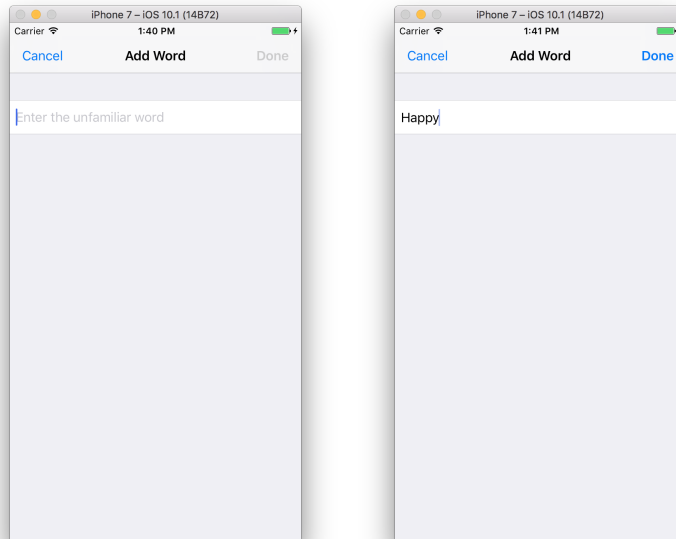 iPhone 7 – iOS 10.1 (14B72)
Carrier 1:40 PM
Cancel Add Word Done
Enter the unfamiliar word
iPhone 7 – iOS 10.1 (14B72)
Carrier 1:41 PM
Cancel Add Word Done
Happy